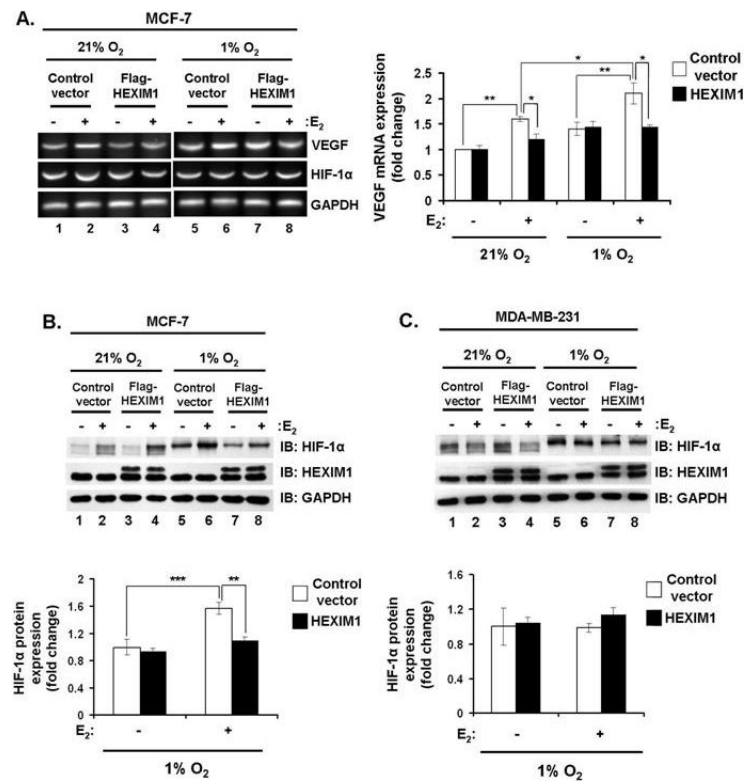 A.
MCF-7
21% O₂ 1% O₂
Control vector Flag-HEXIM1 Control vector Flag-HEXIM1
- + - + - + - + :E₂
VEGF
HIF-1α
GAPDH
1 2 3 4 5 6 7 8
VEGF mRNA expression
(fold change)
2.5
2
1.5
1
0.5
0
** * * ** *
Control vector
HEXIM1
E₂: - + - +
21% O₂ 1% O₂
B.
MCF-7
21% O₂ 1% O₂
Control vector Flag-HEXIM1 Control vector Flag-HEXIM1
- + - + - + - + :E₂
IB: HIF-1α
IB: HEXIM1
IB: GAPDH
1 2 3 4 5 6 7 8
HIF-1α protein
expression
(fold change)
2
1.6
1.2
0.8
0.4
0
*** **
Control vector
HEXIM1
E₂: - +
1% O₂
C.
MDA-MB-231
21% O₂ 1% O₂
Control vector Flag-HEXIM1 Control vector Flag-HEXIM1
- + - + - + - + :E₂
IB: HIF-1α
IB: HEXIM1
IB: GAPDH
1 2 3 4 5 6 7 8
HIF-1α protein
expression
(fold change)
1.6
1.2
0.8
0.4
0
Control vector
HEXIM1
E₂: - +
1% O₂